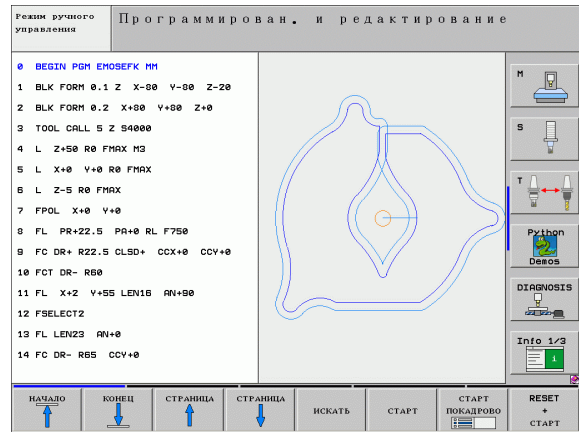 Режим ручного
управления
Программирован. и редактирование
0 BEGIN PGM EMOSEFK MM
1 BLK FORM 0.1 Z X-80 Y-80 Z-20
2 BLK FORM 0.2 X+80 Y+80 Z+0
3 TOOL CALL 5 Z S4000
4 L Z+50 R0 FMAX M3
5 L X+0 Y+0 R0 FMAX
6 L Z-5 R0 FMAX
7 FPOL X+0 Y+0
8 FL PR+22.5 PA+0 RL F750
9 FC DR+ R22.5 CLSD+ CCX+0 CCY+0
10 FCT DR- R60
11 FL X+2 Y+55 LEN16 AN+90
12 FSELECT2
13 FL LEN23 AN+0
14 FC DR- R65 CCY+0
M
S
T
Python
Demos
DIAGNOSIS
Info 1/3
НАЧАЛО
КОНЕЦ
СТРАНИЦА
СТРАНИЦА
ИСКАТЬ
СТАРТ
СТАРТ
ПОКАДРОВО
RESET
+
СТАРТ